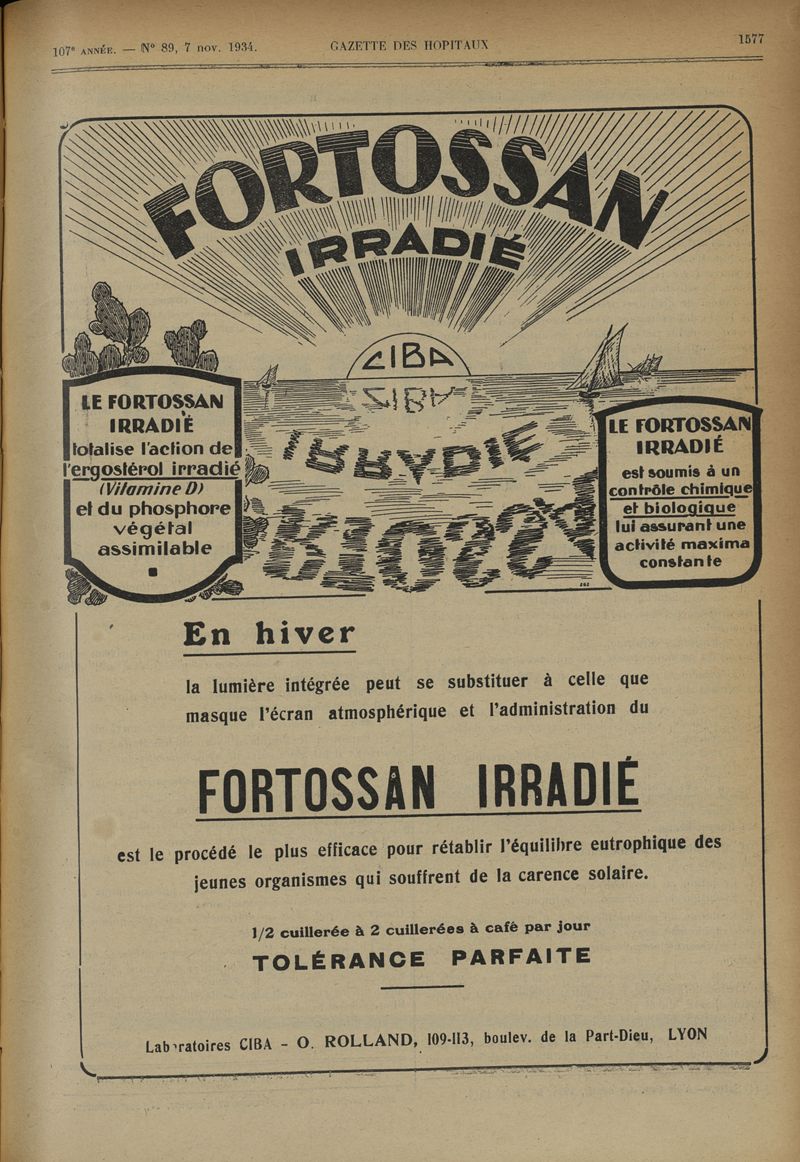 107e ANNÉE. — N° 89, 7 nov. 1934.
GAZETTE DES HOPITAUX
1577
FORTOSSAN
IRRADIÉ
CIBA
CIBA
IRRADIÉ
LE FORTOSSAN
IRRADIÉ
totalise l'action de
l'ergostérol irradié
(Vitamine D)
et du phosphore
végétal
assimilable
LE FORTOSSAN
IRRADIÉ
est soumis à un
contrôle chimique
et biologique
lui assurant une
activité maxima
constante
En hiver
la lumière intégrée peut se substituer à celle que
masque l'écran atmosphérique et l'administration du
FORTOSSAN IRRADIÉ
est le procédé le plus efficace pour rétablir l'équilibre eutrophique des
jeunes organismes qui souffrent de la carence solaire.
1/2 cuillerée à 2 cuillerées à café par jour
TOLÉRANCE PARFAITE
Laboratoires CIBA - O. ROLLAND, 109-113, boulev. de la Part-Dieu, LYON